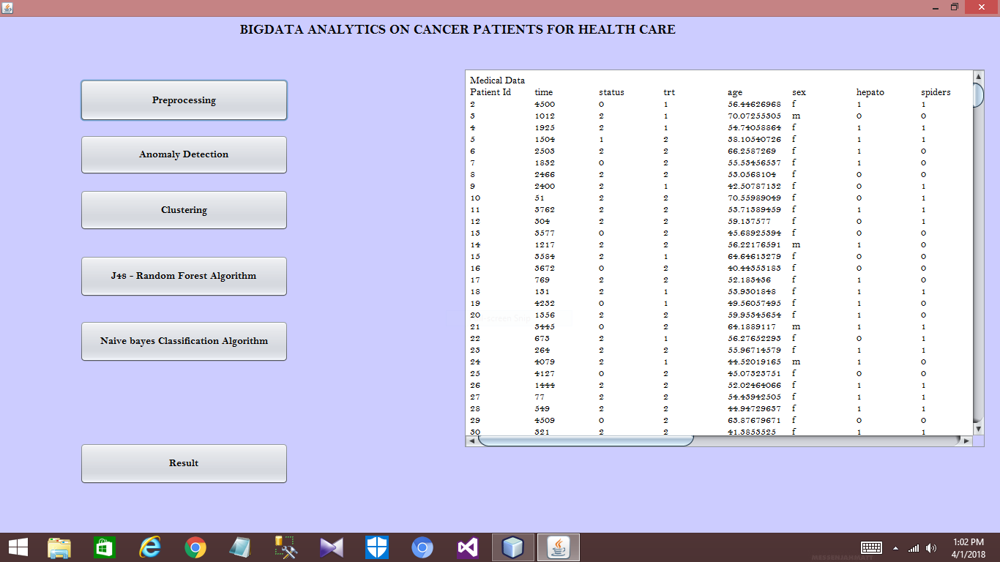 BIGDATA ANALYTICS ON CANCER PATIENTS FOR HEALTH CARE
Preprocessing
Anomaly Detection
Clustering
J48 - Random Forest Algorithm
Naive bayes Classification Algorithm
Result
Medical Data
Patient Id time status trt age sex hepato spiders
2 4500 0 1 56.44626968 f 1 1
3 1012 2 1 70.07255305 m 0 0
4 1925 2 1 54.74058864 f 1 1
5 1504 1 2 38.10540726 f 1 1
6 2503 2 2 66.2587269 f 1 0
7 1832 0 2 55.53456537 f 1 0
8 2466 2 2 53.0568104 f 0 0
9 2400 2 1 42.50787132 f 0 1
10 51 2 2 70.55989049 f 0 1
11 3762 2 2 53.71389459 f 1 1
12 304 2 2 59.137577 f 0 1
13 3577 0 2 45.68925394 f 0 0
14 1217 2 2 56.22176591 m 1 0
15 3584 2 1 64.64613279 f 0 0
16 3672 0 2 40.44353183 f 0 0
17 769 2 2 52.183436 f 1 0
18 131 2 1 53.9301848 f 1 1
19 4232 0 1 49.56057495 f 1 0
20 1356 2 2 59.95345654 f 1 0
21 3445 0 2 64.1889117 m 1 1
22 673 2 1 56.27652293 f 0 1
23 264 2 2 55.96714579 f 1 1
24 4079 2 1 44.52019165 m 1 0
25 4127 0 2 45.07323751 f 0 0
26 1444 2 2 52.02464066 f 1 1
27 77 2 2 54.43942505 f 1 1
28 549 2 2 44.94729637 f 1 1
29 4509 0 2 63.87679671 f 0 0
30 321 2 2 41.3853525 f 1 1
1:02 PM
4/1/2018